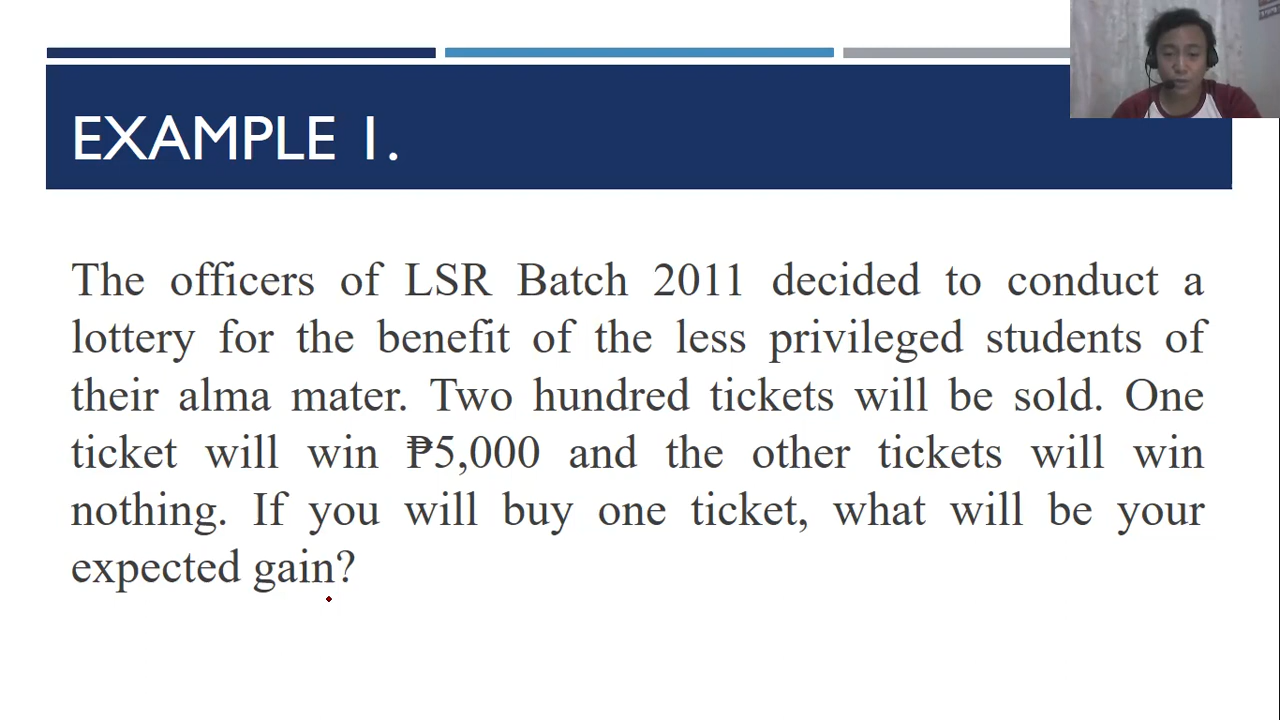 EXAMPLE 1.
The officers of LSR Batch 2011 decided to conduct a
lottery for the benefit of the less privileged students of
their alma mater. Two hundred tickets will be sold. One
ticket will win ₱5,000 and the other tickets will win
nothing. If you will buy one ticket, what will be your
expected gain?